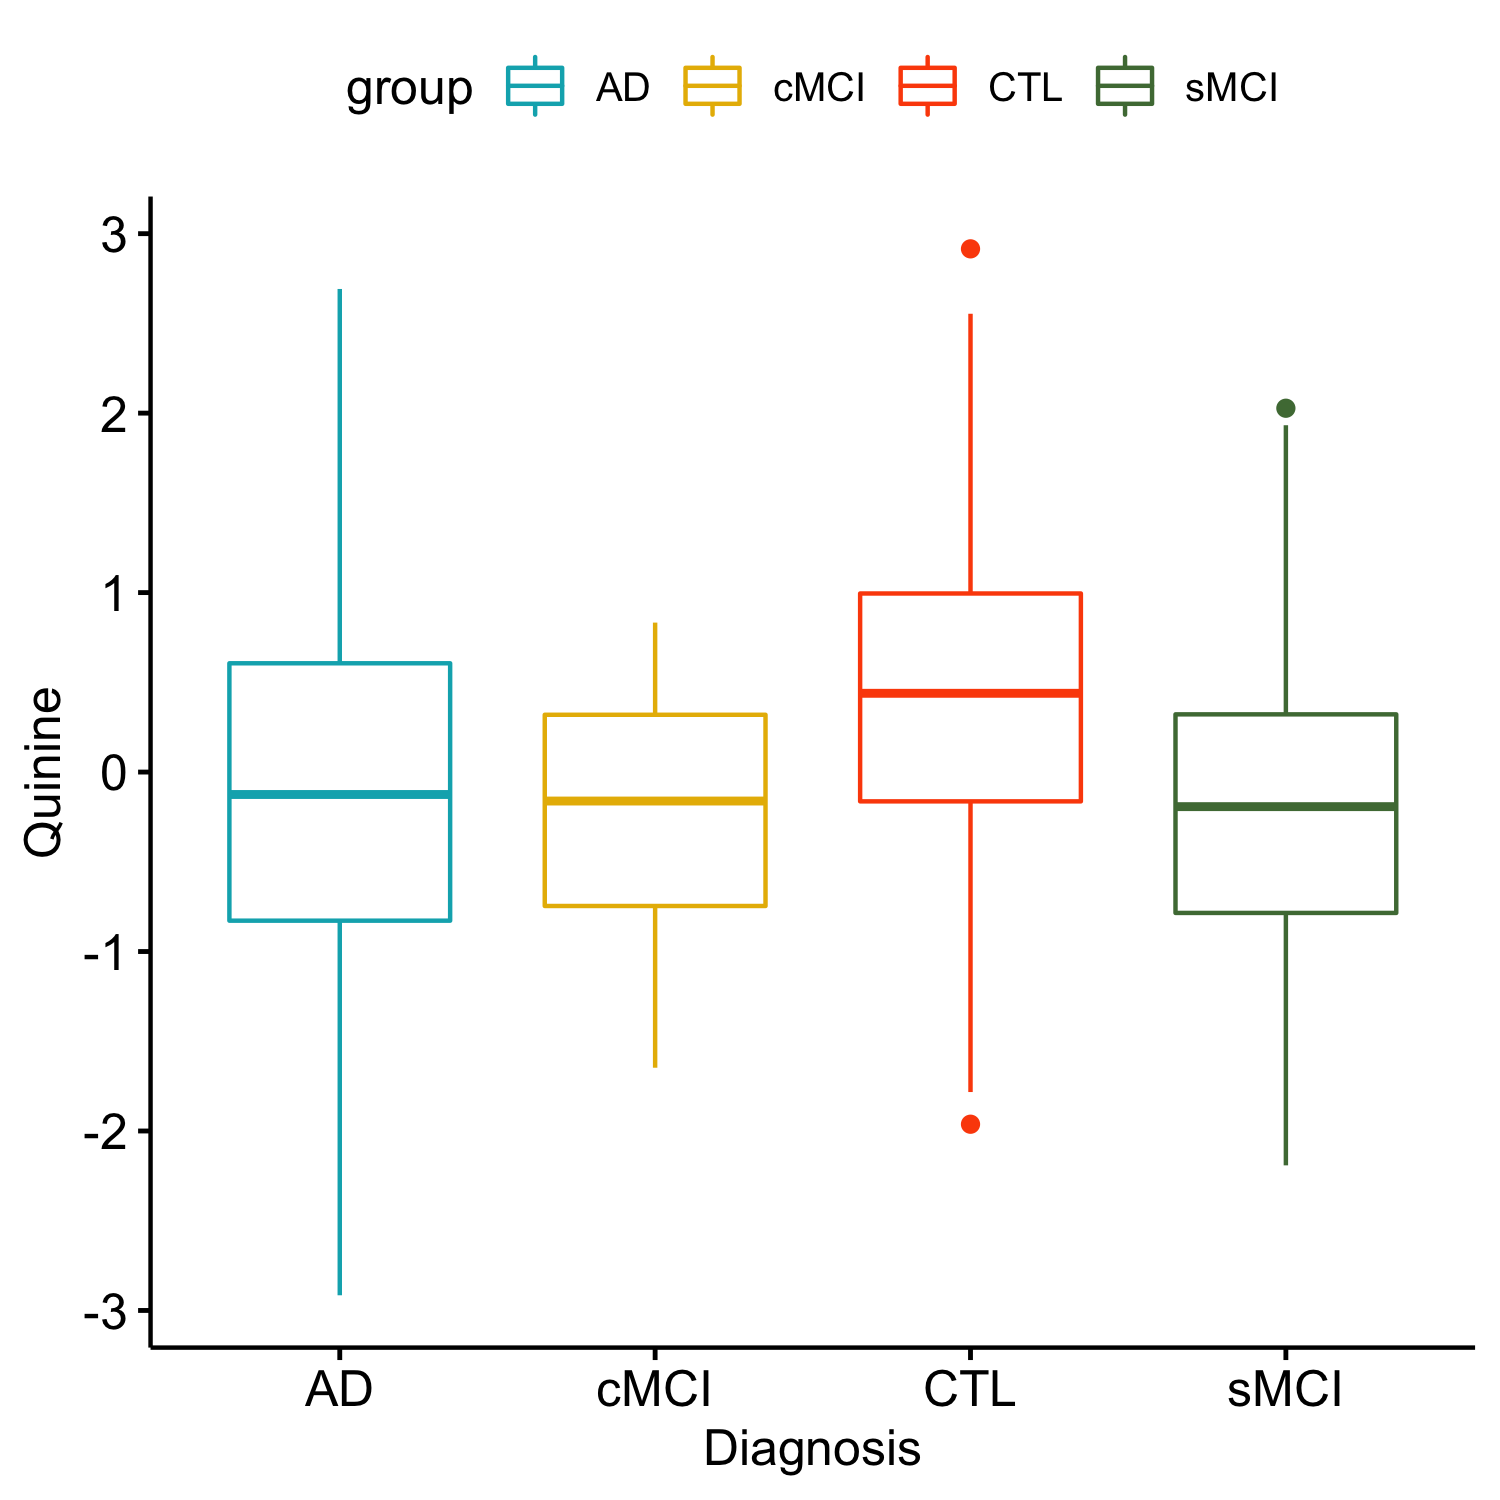 group AD cMCI CTL sMCI
3
2
1
0
-1
-2
-3
Quinine
AD cMCI CTL sMCI
Diagnosis